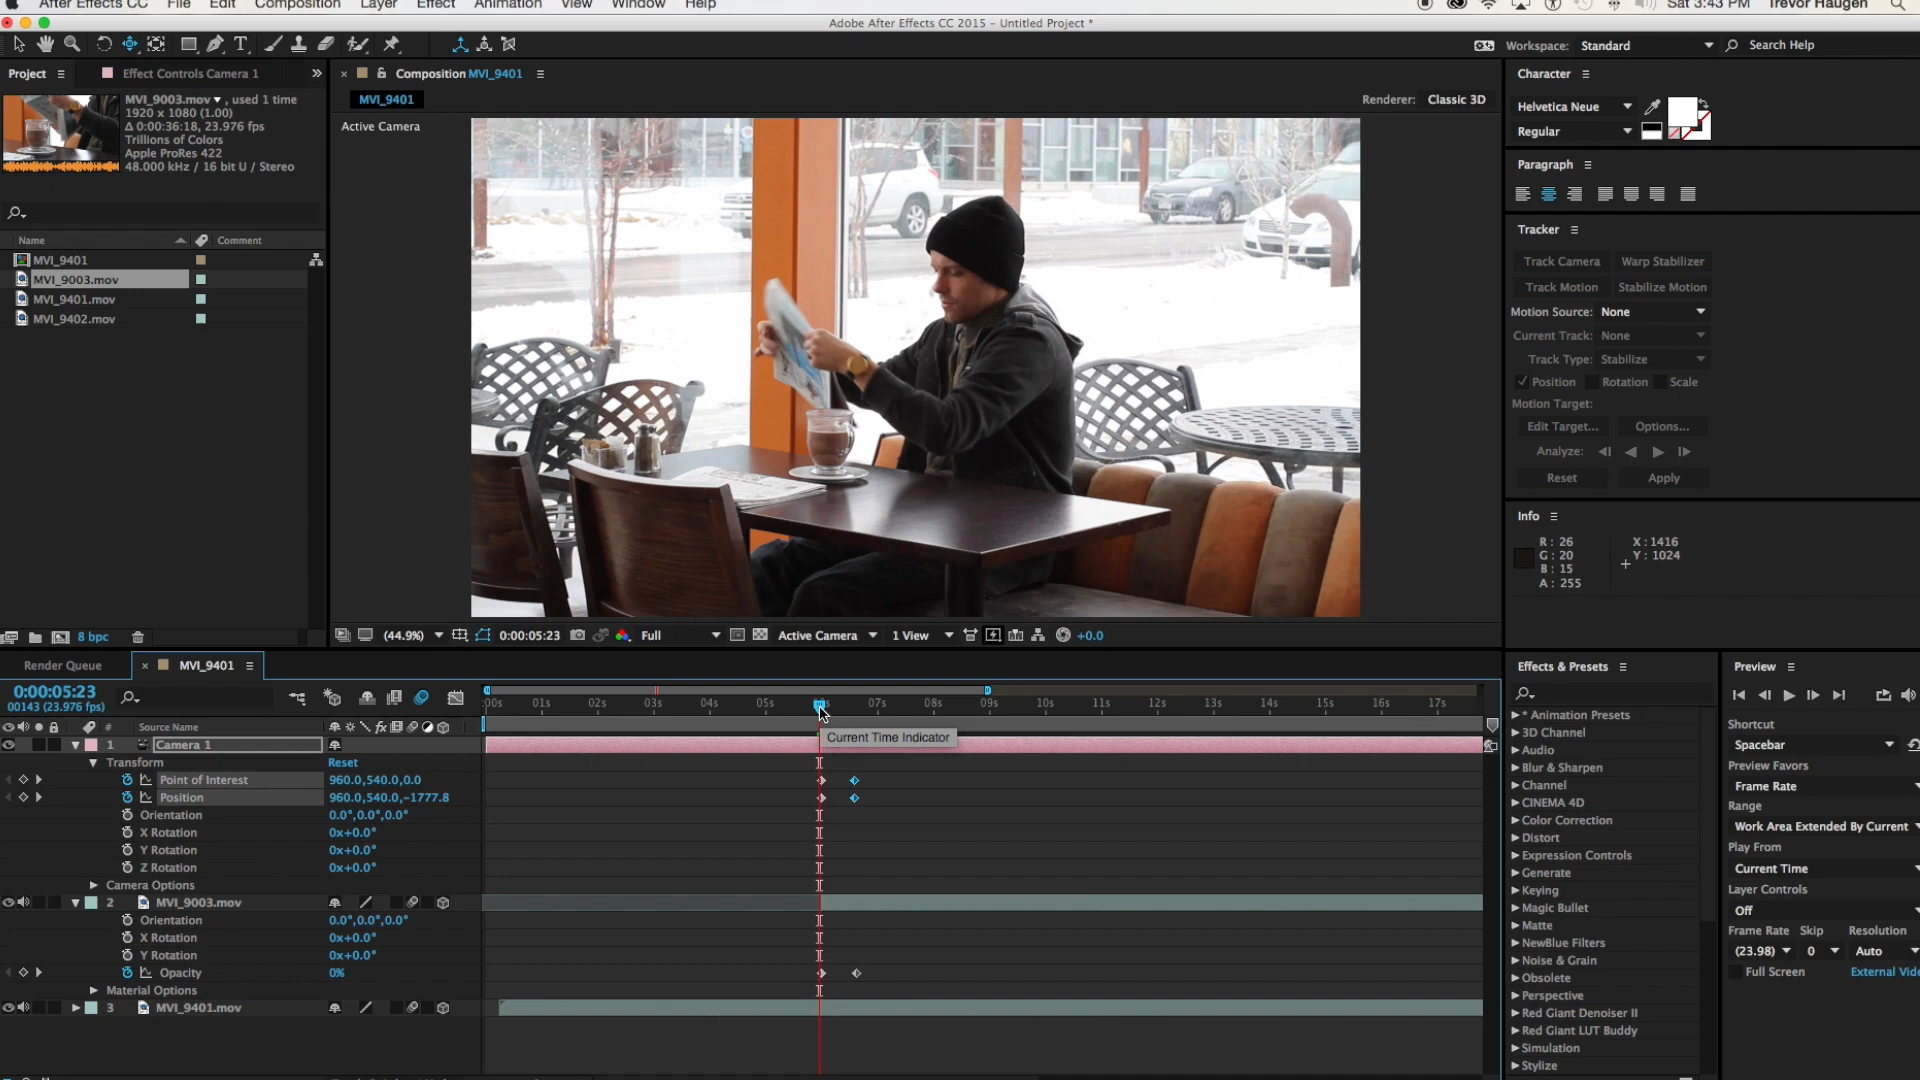 After Effects CC File Edit Composition Layer Effect Animation View Window Help Sat 3:43 PM Trevor Haugen
Adobe After Effects CC 2015 - Untitled Project *
Workspace: Standard Search Help
Project Effect Controls Camera 1
MVI_9003.mov , used 1 time
1920 x 1080 (1.00)
Δ 0:00:36:18, 23.976 fps
Trillions of Colors
Apple ProRes 422
48.000 kHz / 16 bit U / Stereo
Name Comment
MVI_9401
MVI_9003.mov
MVI_9401.mov
MVI_9402.mov
8 bpc
Composition MVI_9401
MVI_9401
Renderer: Classic 3D
Active Camera
(44.9%) 0:00:05:23 Full Active Camera 1 View +0.0
Character
Helvetica Neue
Regular
Paragraph
Tracker
Track Camera Warp Stabilizer
Track Motion Stabilize Motion
Motion Source: None
Current Track: None
Track Type: Stabilize
Position Rotation Scale
Motion Target:
Edit Target... Options...
Analyze:
Reset Apply
Info
R: 26
G: 20
B: 15
A: 255
X: 1416
Y: 1024
Render Queue MVI_9401
0:00:05:23
00143 (23.976 fps)
:00s 01s 02s 03s 04s 05s 07s 08s 09s 10s 11s 12s 13s 14s 15s 16s 17s
# Source Name
Current Time Indicator
1 Camera 1
Transform Reset
Point of Interest 960.0,540.0,0.0
Position 960.0,540.0,-1777.8
Orientation 0.0°,0.0°,0.0°
X Rotation 0x+0.0°
Y Rotation 0x+0.0°
Z Rotation 0x+0.0°
Camera Options
2 MVI_9003.mov
Orientation 0.0°,0.0°,0.0°
X Rotation 0x+0.0°
Y Rotation 0x+0.0°
Opacity 0%
Material Options
3 MVI_9401.mov
Effects & Presets
* Animation Presets
3D Channel
Audio
Blur & Sharpen
Channel
CINEMA 4D
Color Correction
Distort
Expression Controls
Generate
Keying
Magic Bullet
Matte
NewBlue Filters
Noise & Grain
Obsolete
Perspective
Red Giant Denoiser II
Red Giant LUT Buddy
Simulation
Stylize
Preview
Shortcut
Spacebar
Preview Favors
Frame Rate
Range
Work Area Extended By Current
Play From
Current Time
Layer Controls
Off
Frame Rate Skip Resolution
(23.98) 0 Auto
Full Screen External Vide